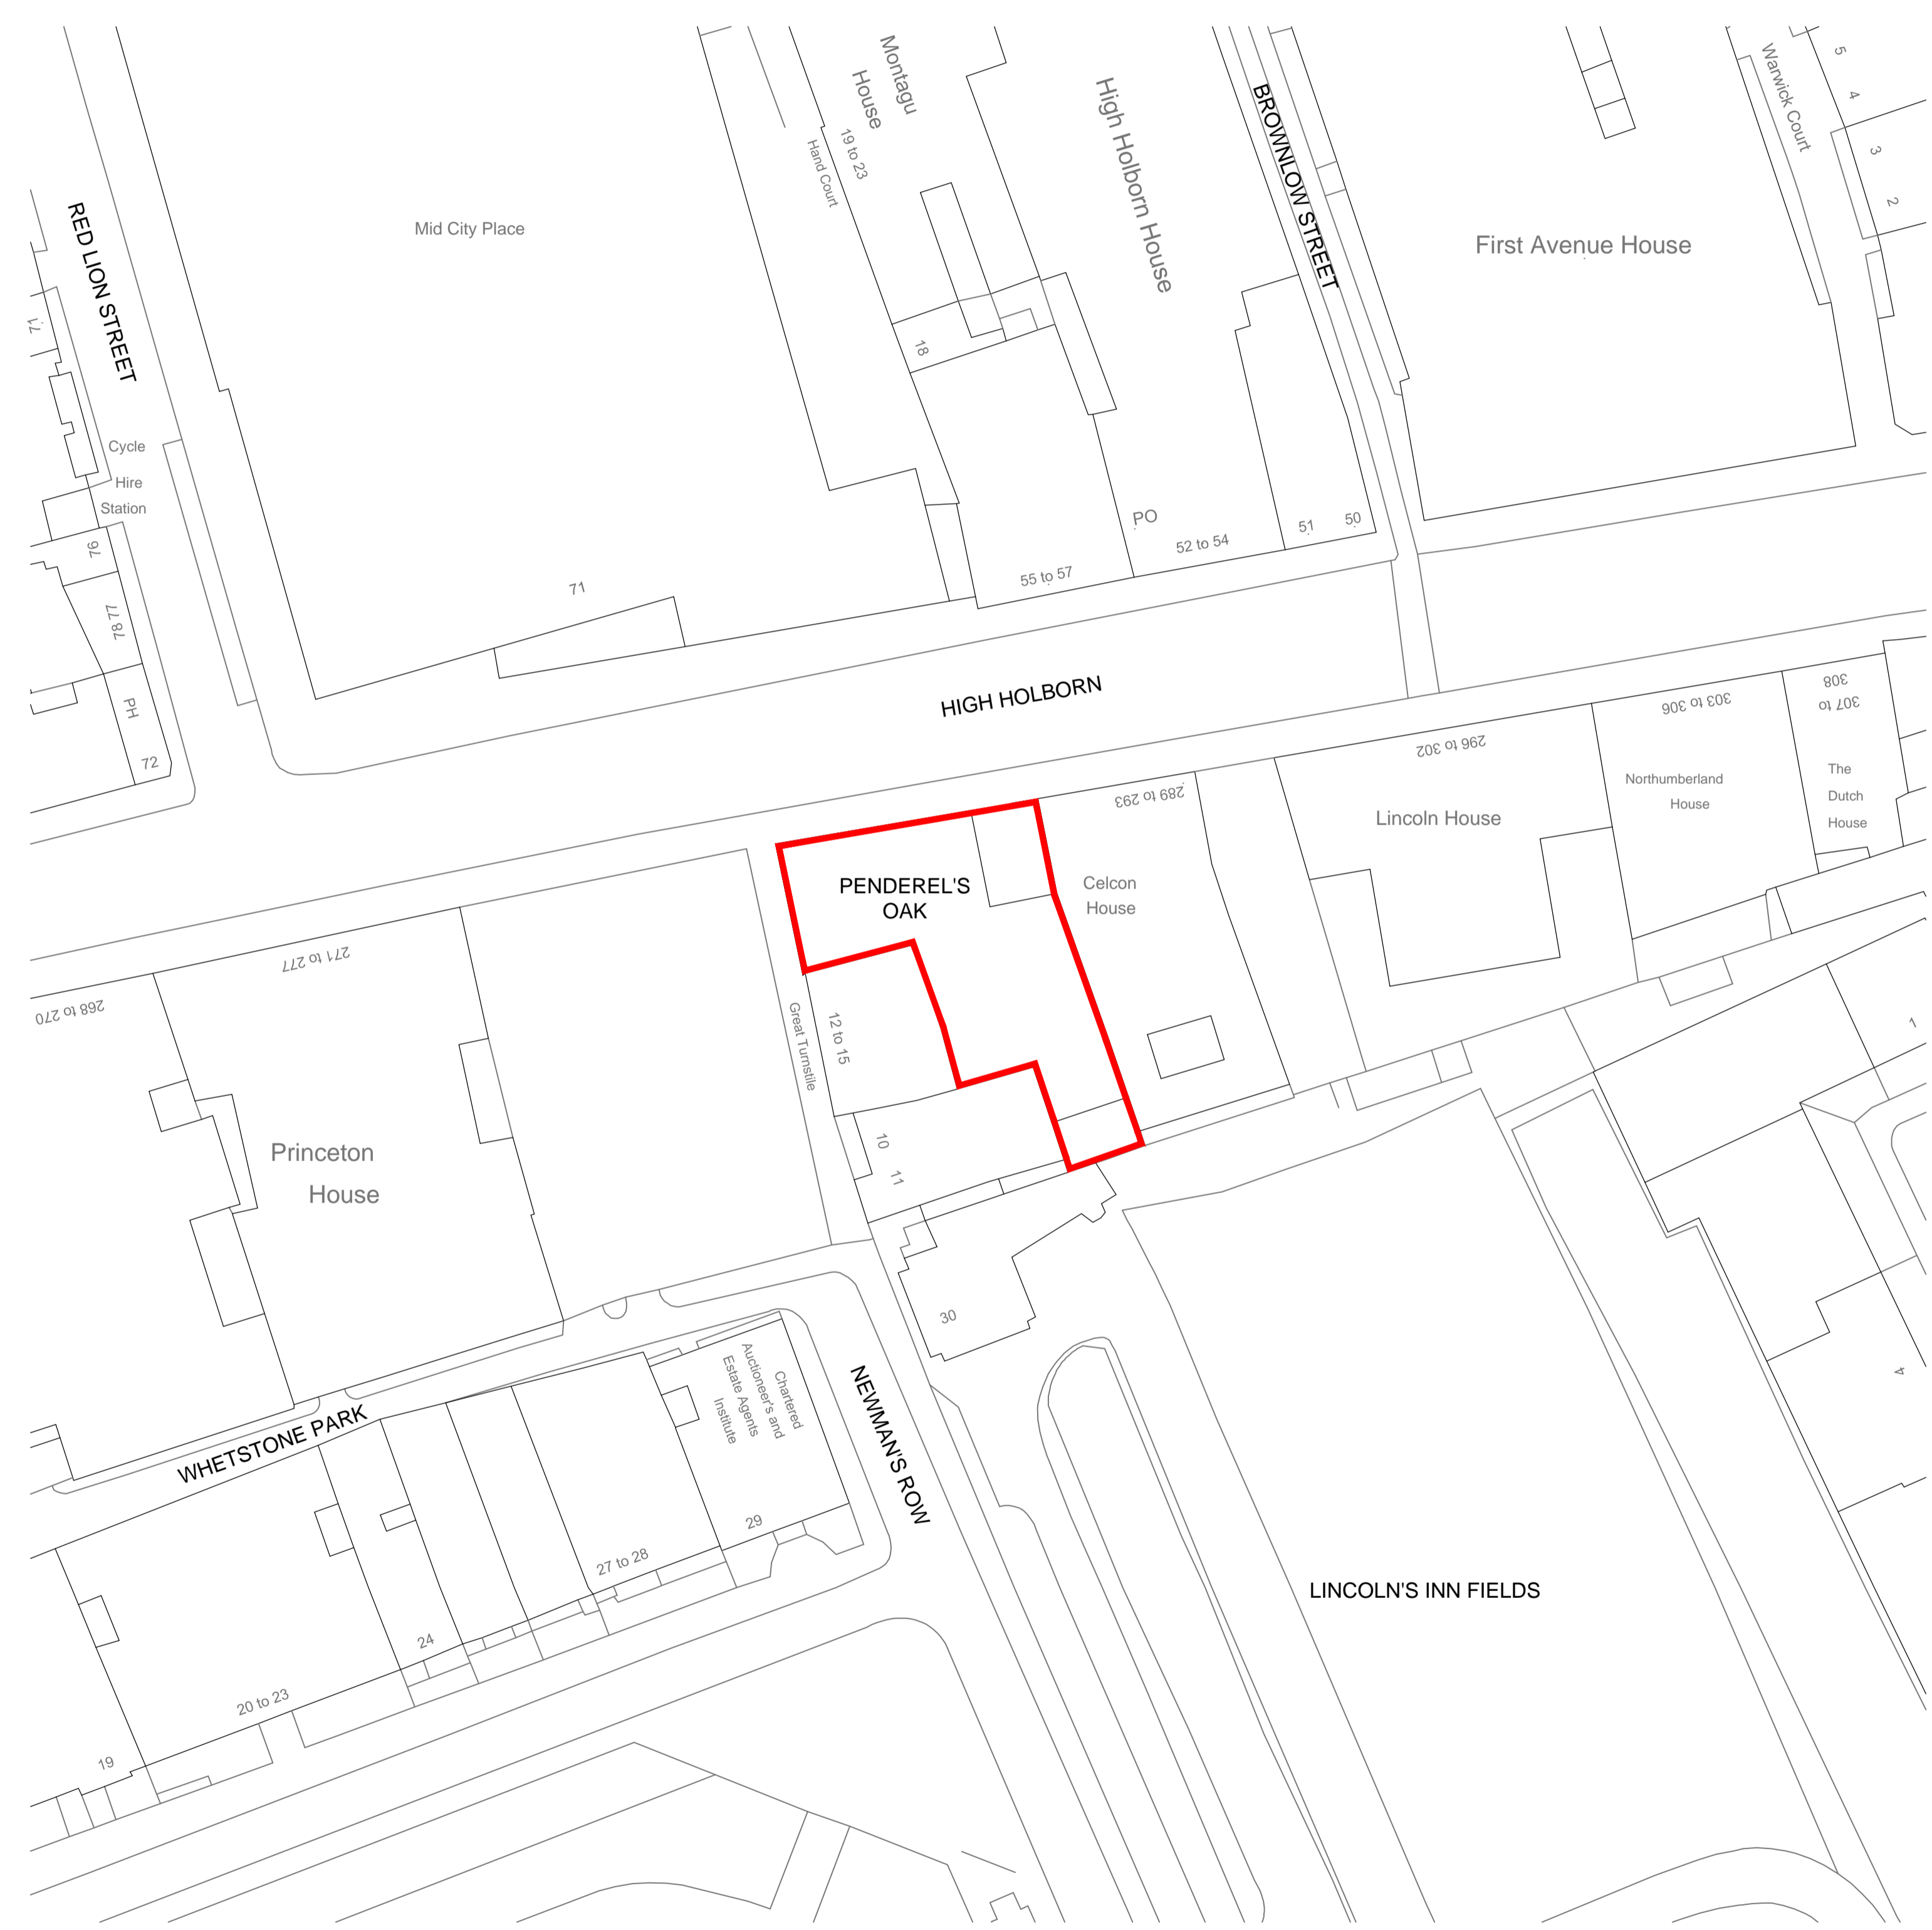 Montagu
House
19 to 23
Hand Court
High Holborn House
BROWNLOW STREET
Warwick Court
5
4
3
2
First Avenue House
Mid City Place
RED LION STREET
71
Cycle
Hire
Station
76
78 77
PH
72
18
71
PO
55 to 57
52 to 54
51
50
HIGH HOLBORN
289 to 293
296 to 302
303 to 306
307 to
308
Lincoln House
Northumberland
House
The
Dutch
House
PENDEREL'S
OAK
Celcon
House
271 to 277
268 to 270
Great Turnstile
12 to 15
10
11
Princeton
House
1
4
30
Chartered
Auctioneer's and
Estate Agents
Institute
NEWMAN'S ROW
WHETSTONE PARK
29
27 to 28
24
20 to 23
19
LINCOLN'S INN FIELDS